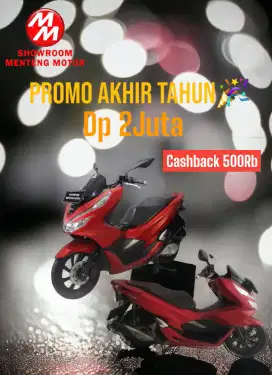 MM
SHOWROOM
MENTENG MOTOR
PROMO AKHIR TAHUN
Dp 2Juta
Cashback 500Rb